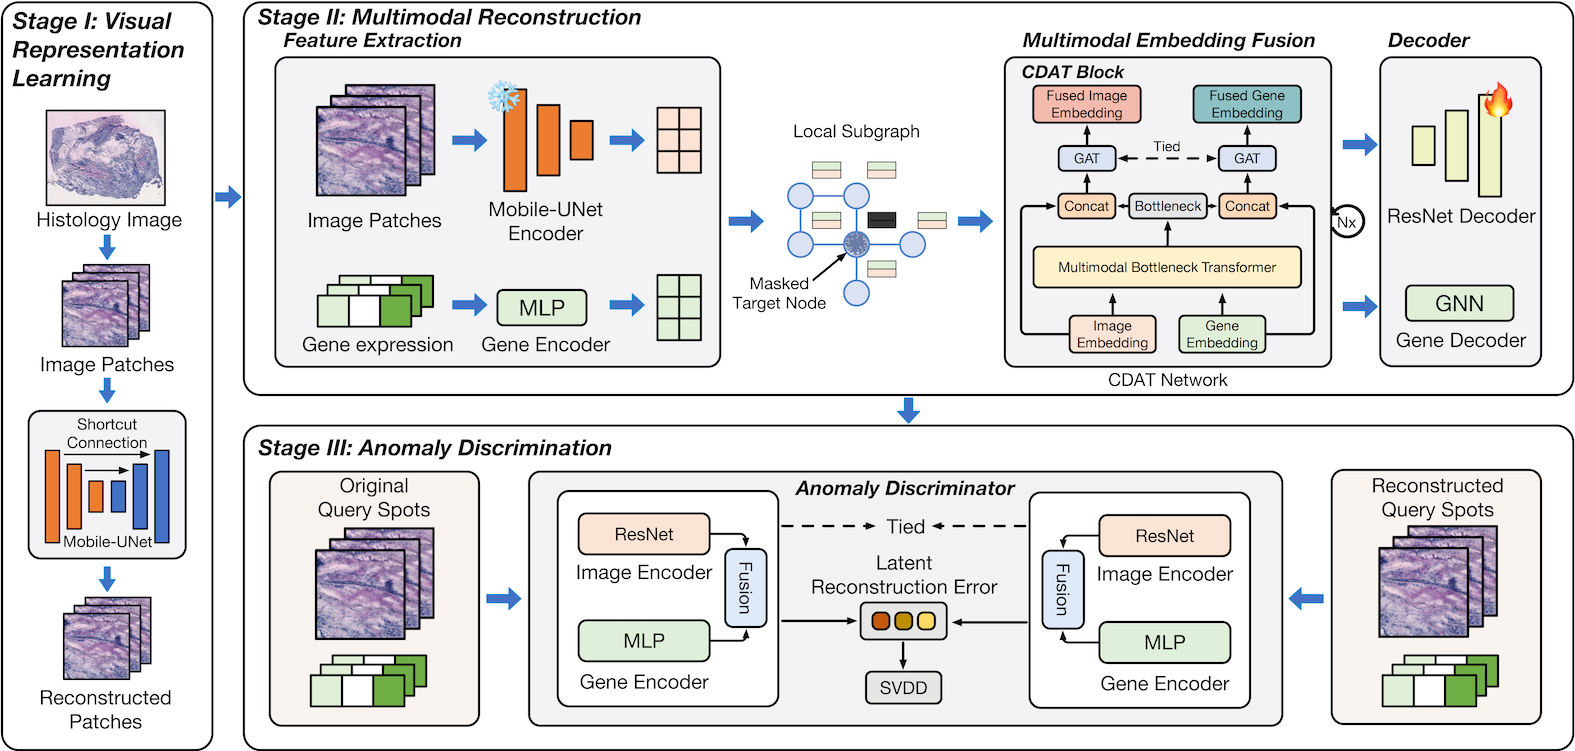 Stage I: Visual
Representation
Learning
Histology Image
Image Patches
Shortcut
Connection
Mobile-UNet
Reconstructed
Patches
Stage II: Multimodal Reconstruction
Feature Extraction
Image Patches
Mobile-UNet
Encoder
Gene expression
MLP
Gene Encoder
Local Subgraph
Masked
Target Node
Multimodal Embedding Fusion
CDAT Block
Fused Image
Embedding
Fused Gene
Embedding
GAT
Tied
GAT
Concat
Bottleneck
Concat
Nx
Multimodal Bottleneck Transformer
Image
Embedding
Gene
Embedding
CDAT Network
Decoder
ResNet Decoder
GNN
Gene Decoder
Stage III: Anomaly Discrimination
Original
Query Spots
Anomaly Discriminator
ResNet
Image Encoder
Fusion
MLP
Gene Encoder
Tied
Latent
Reconstruction Error
SVDD
ResNet
Image Encoder
Fusion
MLP
Gene Encoder
Reconstructed
Query Spots